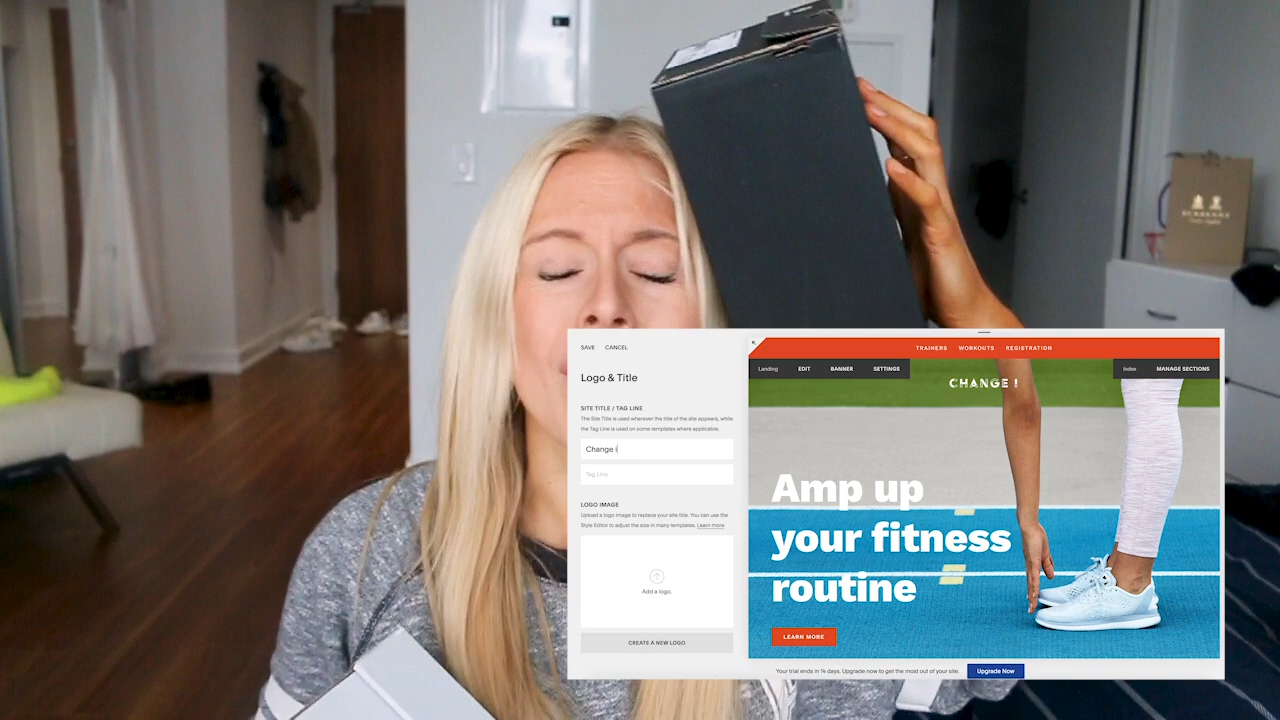 BURBERRY
SAVE CANCEL
Logo & Title
SITE TITLE / TAG LINE
The Site Title is used wherever the title of the site appears, while
the Tag Line is used on some templates where applicable.
Change i
Tag Line
LOGO IMAGE
Upload a logo image to replace your site title. You can use the
Style Editor to adjust the size in many templates. Learn more
Add a logo.
CREATE A NEW LOGO
TRAINERS WORKOUTS REGISTRATION
Landing EDIT BANNER SETTINGS
Index MANAGE SECTIONS
CHANGE I
Amp up
your fitness
routine
LEARN MORE
Your trial ends in 14 days. Upgrade now to get the most out of your site. Upgrade Now